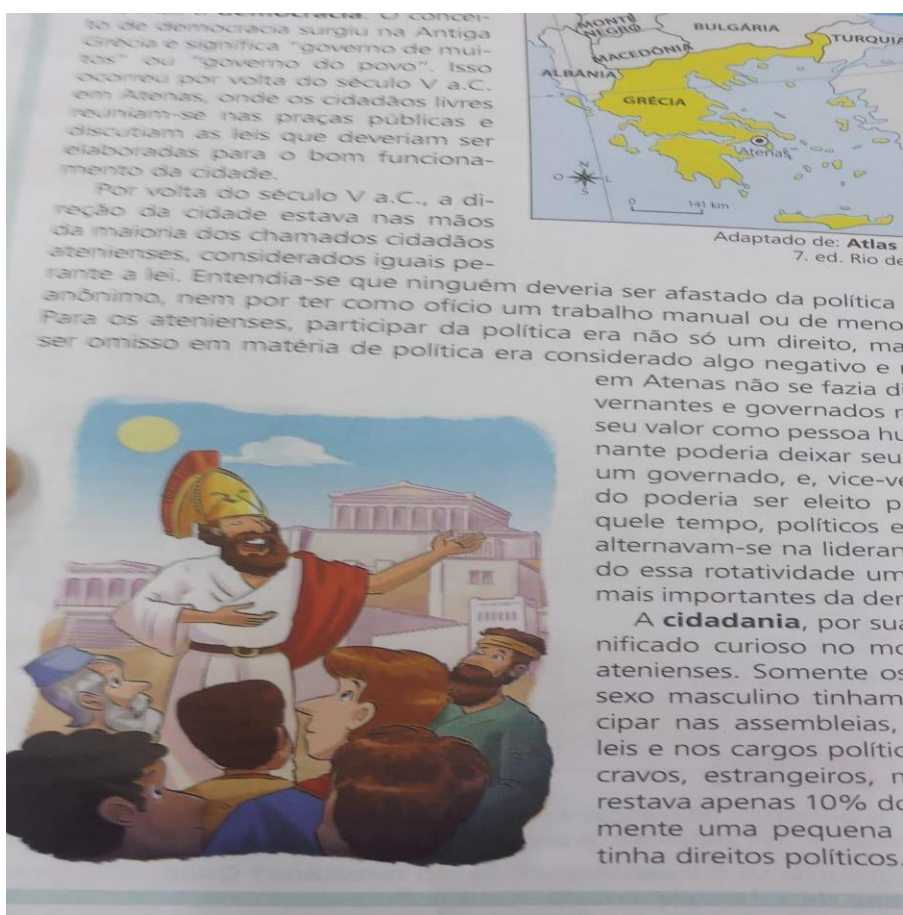 democracia. O concei-
to de democracia surgiu na Antiga
Grécia e significa "governo de mui-
tos" ou "governo do povo". Isso
ocorreu por volta do século V a.C.
em Atenas, onde os cidadãos livres
reuniam-se nas praças públicas e
discutiam as leis que deveriam ser
elaboradas para o bom funciona-
mento da cidade.
Por volta do século V a.C., a di-
reção da cidade estava nas mãos
da maioria dos chamados cidadãos
atenienses, considerados iguais pe-
rante a lei. Entendia-se que ninguém deveria ser afastado da política
anônimo, nem por ter como ofício um trabalho manual ou de meno
Para os atenienses, participar da política era não só um direito, ma
ser omisso em matéria de política era considerado algo negativo e
MONTE
NEGRO
BULGÁRIA
TURQUIA
MACEDÔNIA
ALBÂNIA
GRÉCIA
Atenas
N
O
L
S
0
141 km
Adaptado de: Atlas
7. ed. Rio de
em Atenas não se fazia di
vernantes e governados
seu valor como pessoa hu
nante poderia deixar seu
um governado, e, vice-ve
do poderia ser eleito p
quele tempo, políticos e
alternavam-se na lideran
do essa rotatividade um
mais importantes da der
A cidadania, por sua
nificado curioso no mo
atenienses. Somente os
sexo masculino tinham
cipar nas assembleias,
leis e nos cargos polític
cravos, estrangeiros,
restava apenas 10% do
mente uma pequena
tinha direitos políticos.